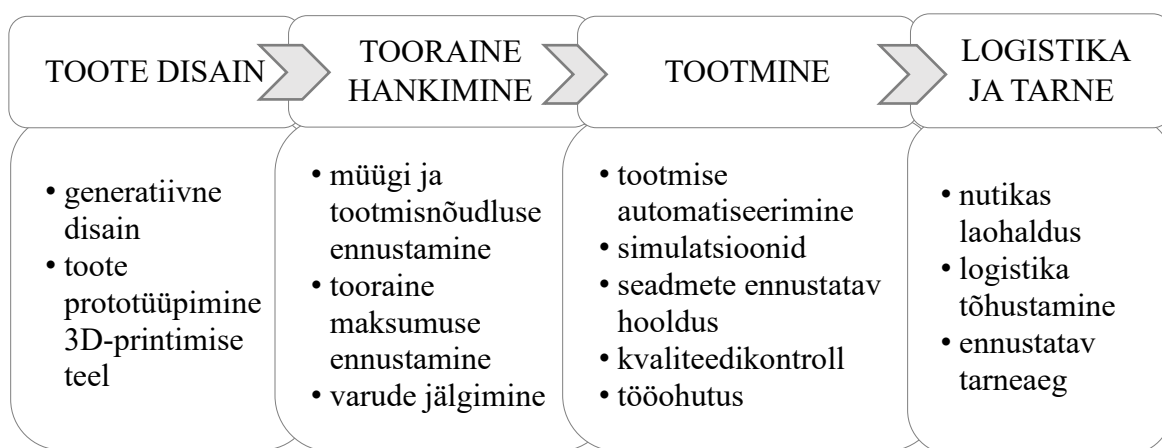 TOOTE DISAIN
• generatiivne
disain
• toote
prototüüpimine
3D-printimise
teel
TOORAINE
HANKIMINE
• müügi ja
tootmisnõudluse
ennustamine
• tooraine
maksumuse
ennustamine
• varude jälgimine
TOOTMINE
• tootmise
automatiseerimine
• simulatsioonid
• seadmete ennustatav
hooldus
• kvaliteedikontroll
• tööohutus
LOGISTIKA
JA TARNE
• nutikas
laohaldus
• logistika
tõhustamine
• ennustatav
tarneaeg